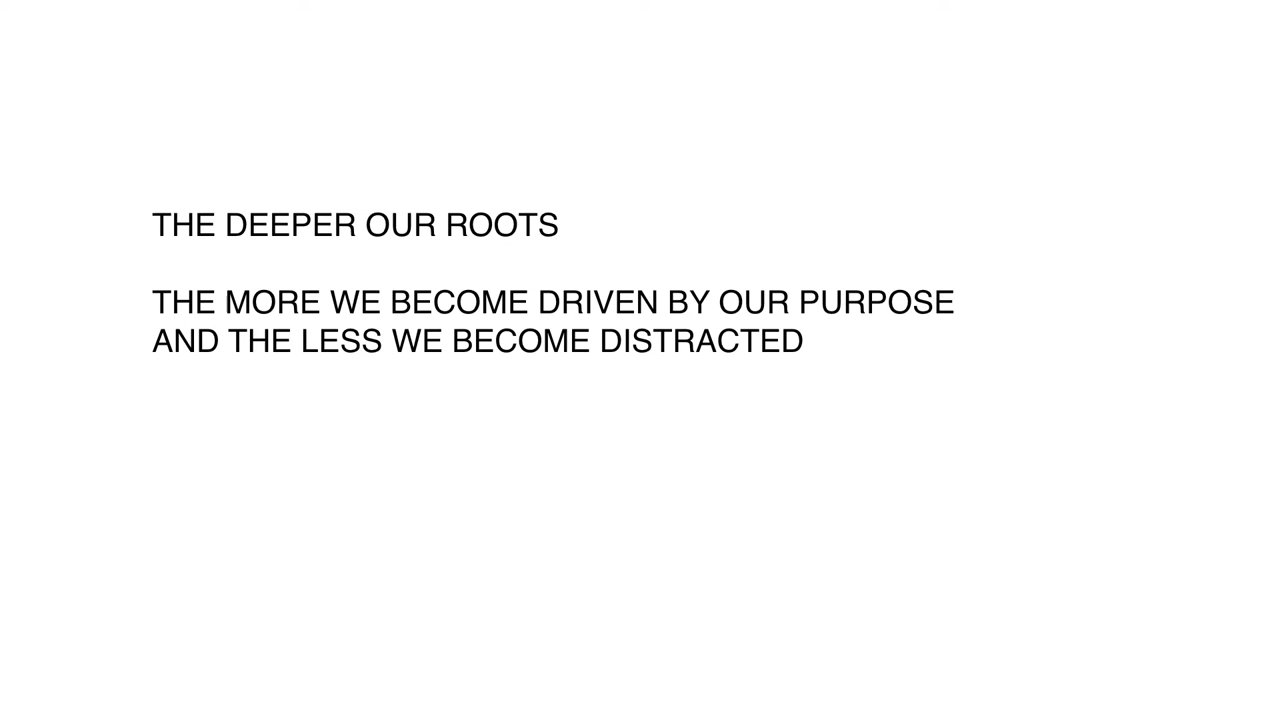 THE DEEPER OUR ROOTS
THE MORE WE BECOME DRIVEN BY OUR PURPOSE
AND THE LESS WE BECOME DISTRACTED